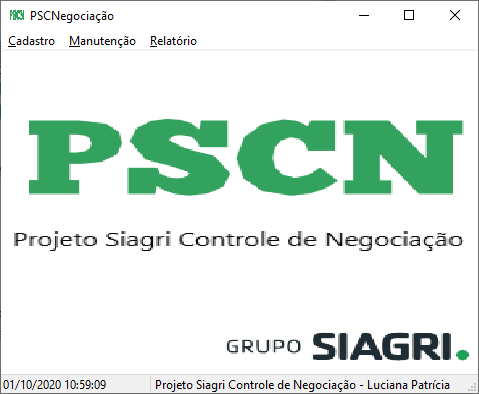 PSCN PSCNegociação
Cadastro Manutenção Relatório
PSCN
Projeto Siagri Controle de Negociação
GRUPO SIAGRI.
01/10/2020 10:59:09 Projeto Siagri Controle de Negociação - Luciana Patrícia